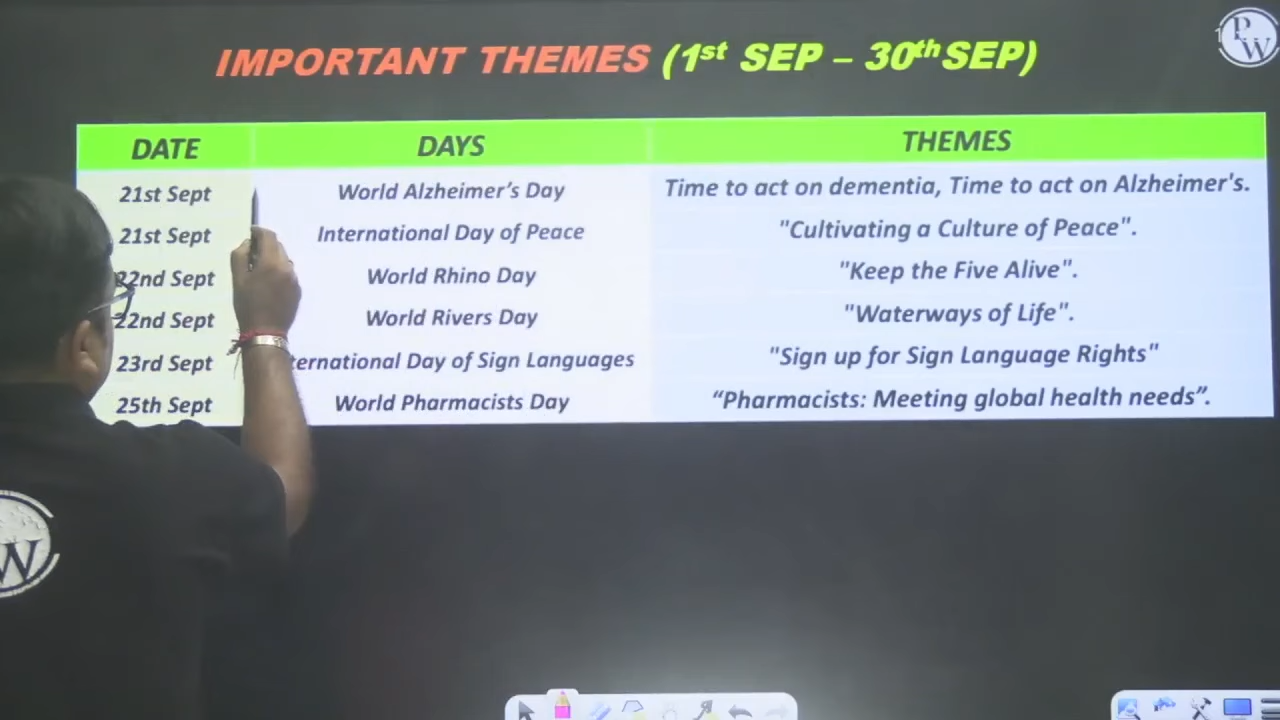 IMPORTANT THEMES (1st SEP – 30th SEP)
PW
DATE DAYS THEMES
21st Sept World Alzheimer's Day Time to act on dementia, Time to act on Alzheimer's.
21st Sept International Day of Peace "Cultivating a Culture of Peace".
22nd Sept World Rhino Day "Keep the Five Alive".
22nd Sept World Rivers Day "Waterways of Life".
23rd Sept ternational Day of Sign Languages "Sign up for Sign Language Rights"
25th Sept World Pharmacists Day “Pharmacists: Meeting global health needs”.
W